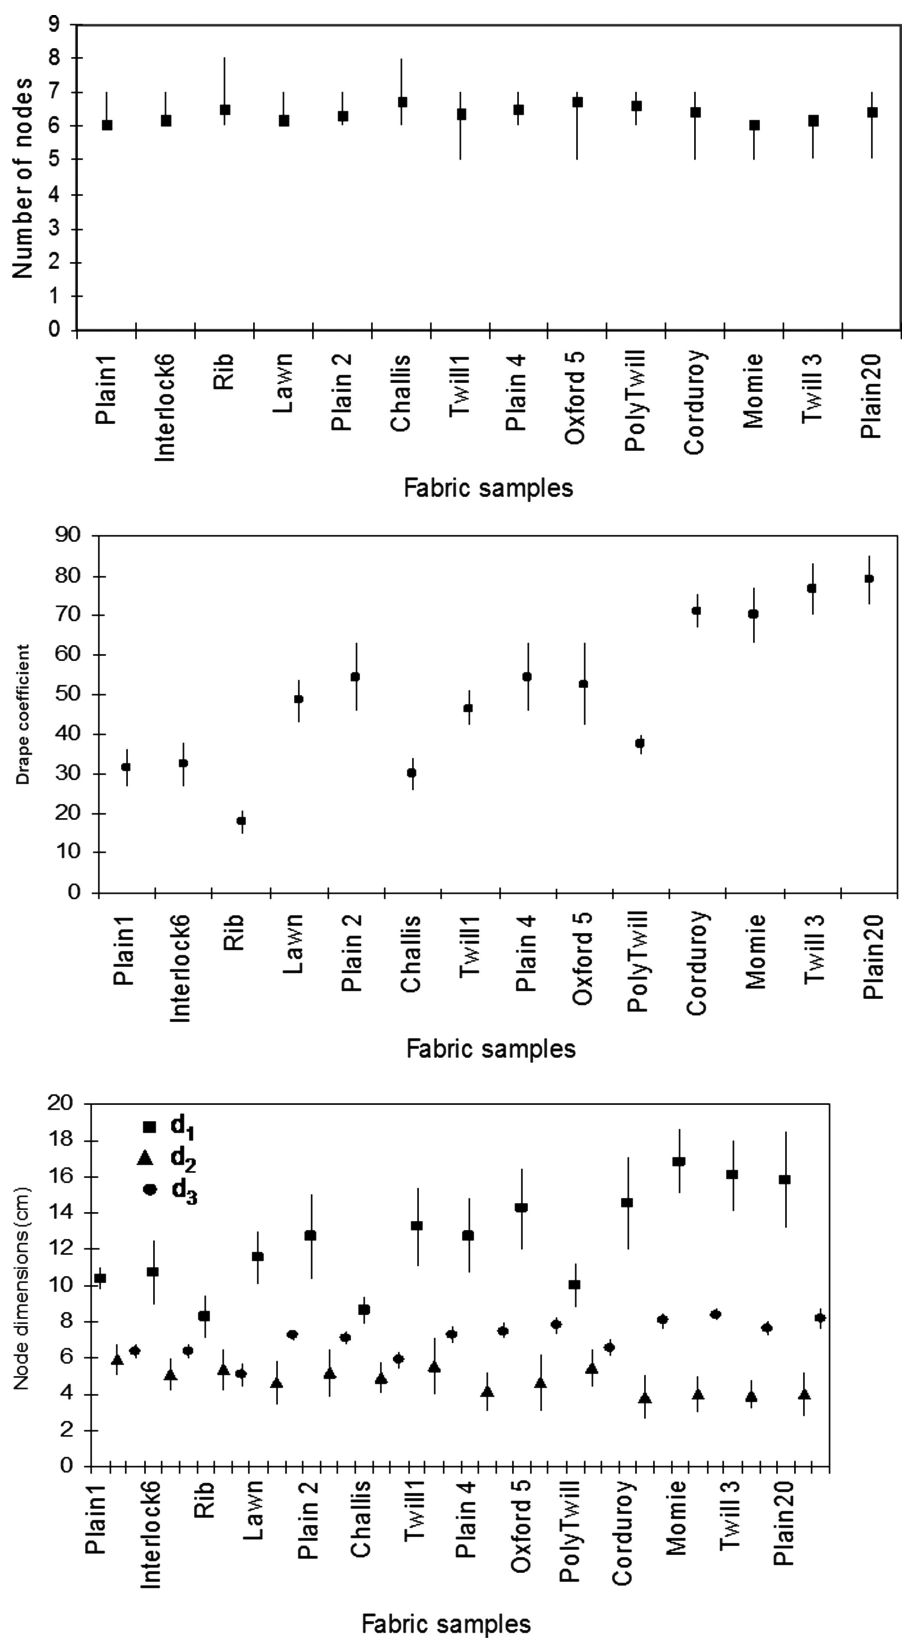 9
8
7
6
5
4
3
2
1
0
Number of nodes
Plain1
Interlock6
Rib
Lawn
Plain 2
Challis
Twill1
Plain 4
Oxford 5
PolyTwill
Corduroy
Momie
Twill 3
Plain20
Fabric samples
90
80
70
60
50
40
30
20
10
0
Drape coefficient
Plain1
Interlock6
Rib
Lawn
Plain 2
Challis
Twill1
Plain 4
Oxford 5
PolyTwill
Corduroy
Momie
Twill 3
Plain20
Fabric samples
20
18
16
14
12
10
8
6
4
2
0
Node dimensions (cm)
d1
d2
d3
Plain1
Interlock6
Rib
Lawn
Plain 2
Challis
Twill1
Plain 4
Oxford 5
PolyTwill
Corduroy
Momie
Twill 3
Plain20
Fabric samples